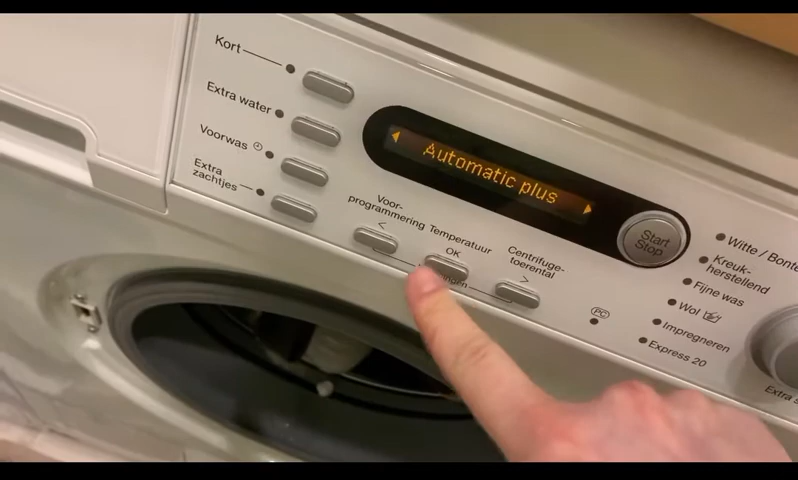 Kort
Extra water
Voorwas
Extra
zachtjes
Automatic plus
Voor-
programmering
<
Temperatuur
OK
Centrifuge-
toerental
>
Start
Stop
PC
Witte / Bonte
Kreuk-
herstellend
Fijne was
Wol
Impregneren
Express 20
Extra